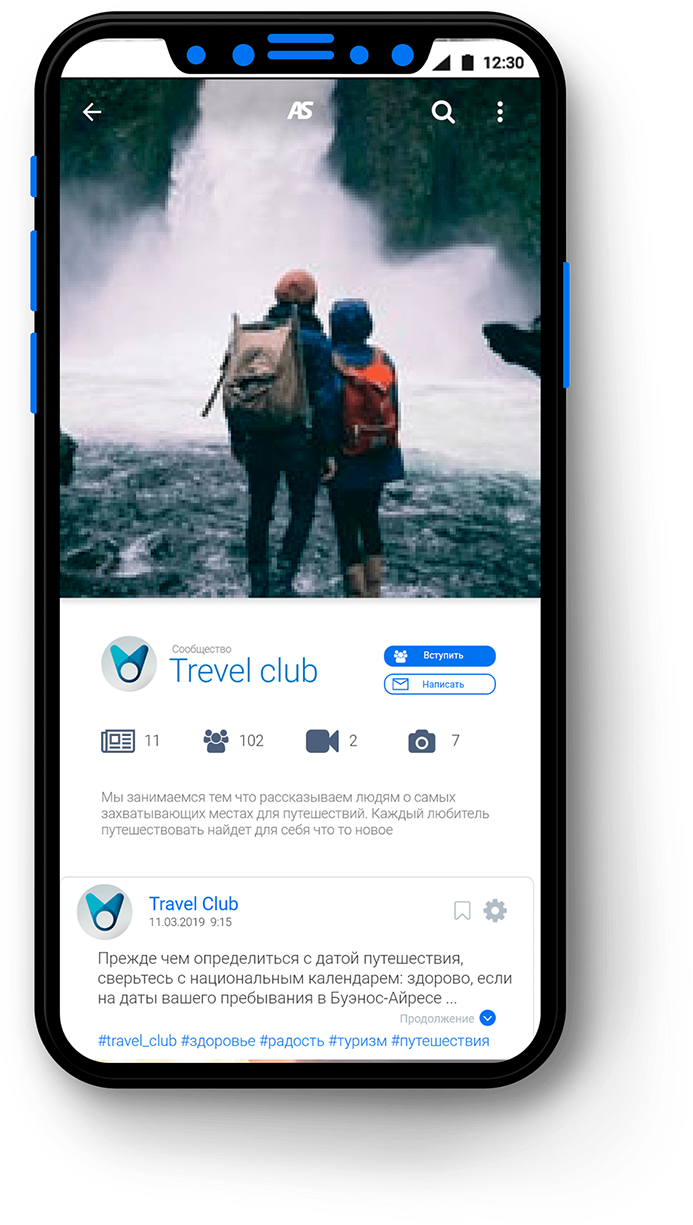 12:30
AS
Сообщество
Trevel club
Вступить
Написать
11
102
2
7
Мы занимаемся тем что рассказываем людям о самых
захватывающих местах для путешествий. Каждый любитель
путешествовать найдет для себя что то новое
Travel Club
11.03.2019 9:15
Прежде чем определиться с датой путешествия,
сверьтесь с национальным календарем: здорово, если
на даты вашего пребывания в Буэнос-Айресе ...
Продолжение
#travel_club #здоровье #радость #туризм #путешествия